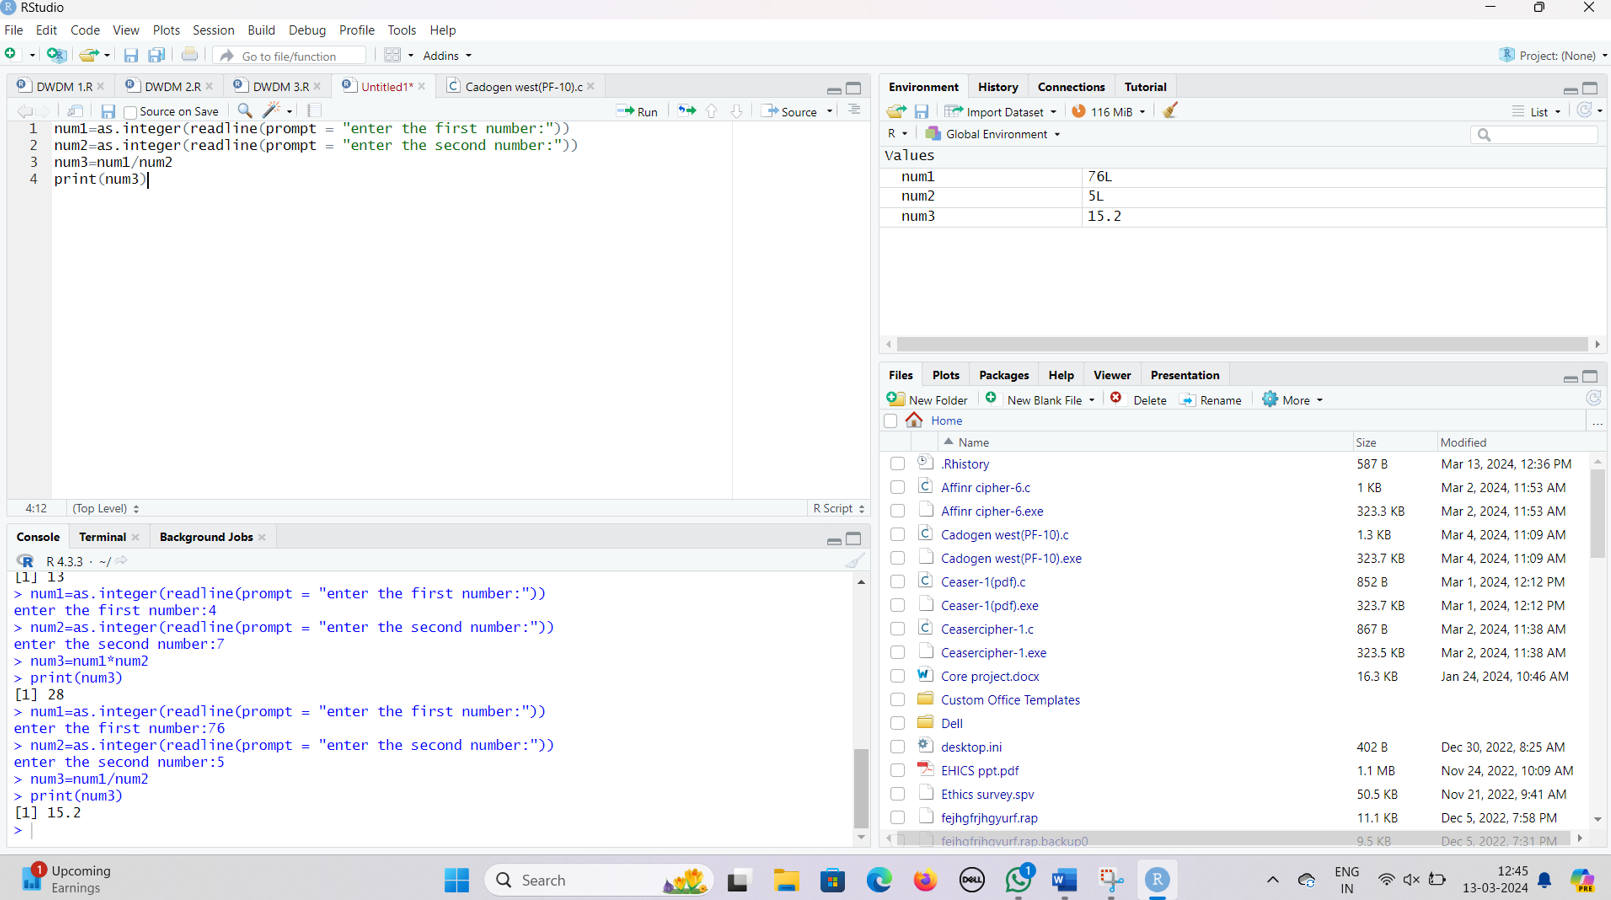 RStudio
File Edit Code View Plots Session Build Debug Profile Tools Help
Go to file/function Addins Project: (None)
DWDM 1.R DWDM 2.R DWDM 3.R Untitled1* Cadogen west(PF-10).c
Source on Save Run Source
1 num1=as.integer(readline(prompt = "enter the first number:"))
2 num2=as.integer(readline(prompt = "enter the second number:"))
3 num3=num1/num2
4 print(num3)
4:12 (Top Level) R Script
Console Terminal Background Jobs
R 4.3.3 · ~/
[1] 13
> num1=as.integer(readline(prompt = "enter the first number:"))
enter the first number:4
> num2=as.integer(readline(prompt = "enter the second number:"))
enter the second number:7
> num3=num1*num2
> print(num3)
[1] 28
> num1=as.integer(readline(prompt = "enter the first number:"))
enter the first number:76
> num2=as.integer(readline(prompt = "enter the second number:"))
enter the second number:5
> num3=num1/num2
> print(num3)
[1] 15.2
>
Environment History Connections Tutorial
Import Dataset 116 MiB List
R Global Environment
Values
num1 76L
num2 5L
num3 15.2
Files Plots Packages Help Viewer Presentation
New Folder New Blank File Delete Rename More
Home ...
Name Size Modified
.Rhistory 587 B Mar 13, 2024, 12:36 PM
Affinr cipher-6.c 1 KB Mar 2, 2024, 11:53 AM
Affinr cipher-6.exe 323.3 KB Mar 2, 2024, 11:53 AM
Cadogen west(PF-10).c 1.3 KB Mar 4, 2024, 11:09 AM
Cadogen west(PF-10).exe 323.7 KB Mar 4, 2024, 11:09 AM
Ceaser-1(pdf).c 852 B Mar 1, 2024, 12:12 PM
Ceaser-1(pdf).exe 323.7 KB Mar 1, 2024, 12:12 PM
Ceasercipher-1.c 867 B Mar 2, 2024, 11:38 AM
Ceasercipher-1.exe 323.5 KB Mar 2, 2024, 11:38 AM
Core project.docx 16.3 KB Jan 24, 2024, 10:46 AM
Custom Office Templates
Dell
desktop.ini 402 B Dec 30, 2022, 8:25 AM
EHICS ppt.pdf 1.1 MB Nov 24, 2022, 10:09 AM
Ethics survey.spv 50.5 KB Nov 21, 2022, 9:41 AM
fejhgfrjhgyurf.rap 11.1 KB Dec 5, 2022, 7:58 PM
fejhgfrjhgyurf.rap.backup0 9.5 KB Dec 5, 2022, 7:31 PM
1 Upcoming
Earnings
Search
DELL
1
ENG
IN
12:45
13-03-2024
PRE